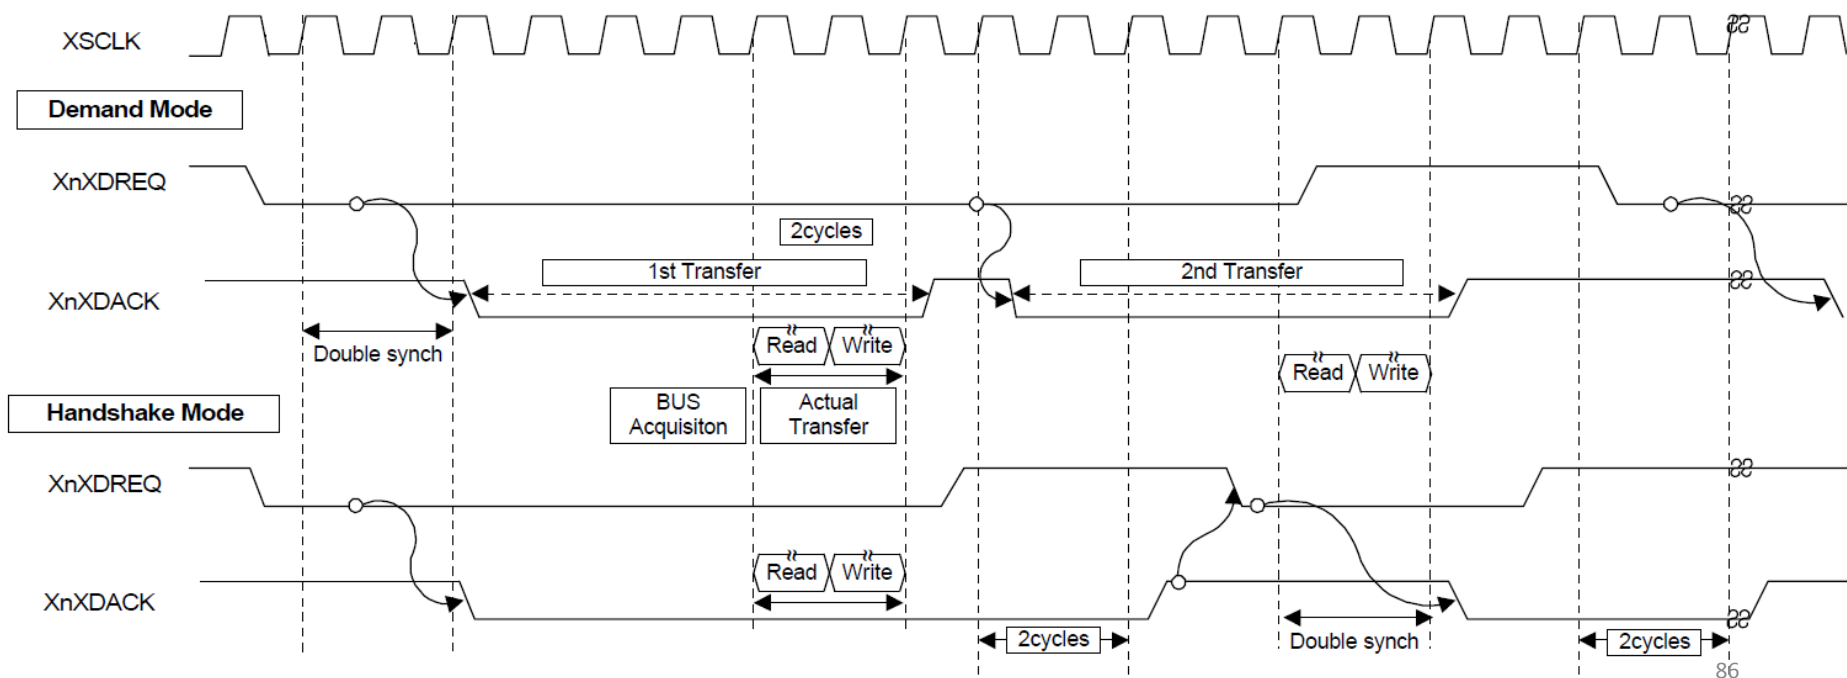 XSCLK
Demand Mode
XnXDREQ
2cycles
1st Transfer
2nd Transfer
XnXDACK
Double synch
Read
Write
Read
Write
Handshake Mode
BUS
Acquisiton
Actual
Transfer
XnXDREQ
Read
Write
XnXDACK
2cycles
Double synch
2cycles
86